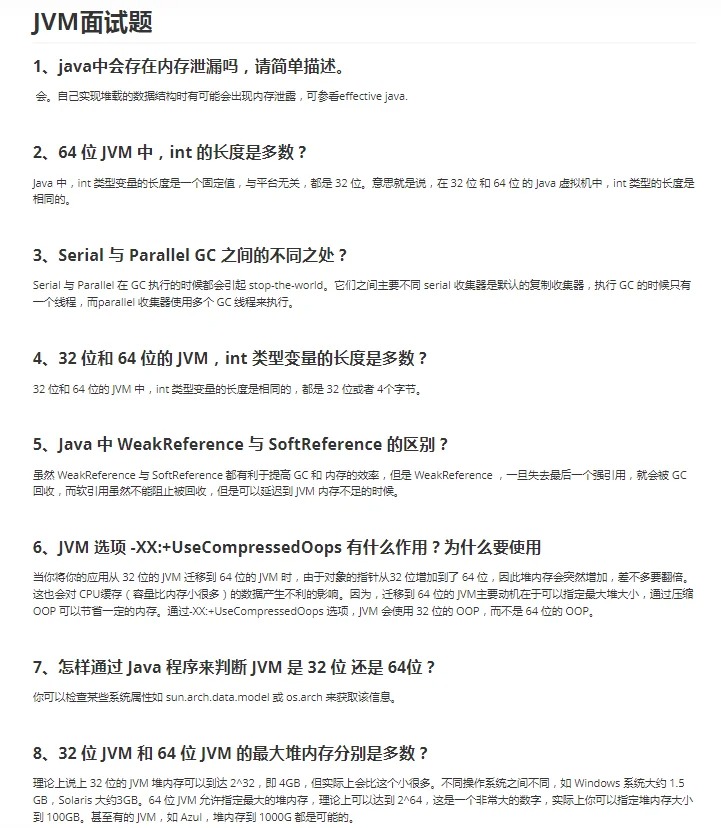 JVM面试题
1、java中会存在内存泄漏吗，请简单描述。
会。自己实现堆载的数据结构时有可能会出现内存泄露，可参看effective java.
2、64 位 JVM 中，int 的长度是多数？
Java 中，int 类型变量的长度是一个固定值，与平台无关，都是 32 位。意思就是说，在 32 位 和 64 位 的 Java 虚拟机中，int 类型的长度是
相同的。
3、Serial 与 Parallel GC 之间的不同之处？
Serial 与 Parallel 在 GC 执行的时候都会引起 stop-the-world。它们之间主要不同 serial 收集器是默认的复制收集器，执行 GC 的时候只有
一个线程，而parallel 收集器使用多个 GC 线程来执行。
4、32 位和 64 位的 JVM，int 类型变量的长度是多数？
32 位和 64 位的 JVM 中，int 类型变量的长度是相同的，都是 32 位或者 4个字节。
5、Java 中 WeakReference 与 SoftReference 的区别？
虽然 WeakReference 与 SoftReference 都有利于提高 GC 和 内存的效率，但是 WeakReference ，一旦失去最后一个强引用，就会被 GC
回收，而软引用虽然不能阻止被回收，但是可以延迟到 JVM 内存不足的时候。
6、JVM 选项 -XX:+UseCompressedOops 有什么作用？为什么要使用
当你将你的应用从 32 位的 JVM 迁移到 64 位的 JVM 时，由于对象的指针从32 位增加到了 64 位，因此堆内存会突然增加，差不多要翻倍。
这也会对 CPU缓存（容量比内存小很多）的数据产生不利的影响。因为，迁移到 64 位的 JVM主要动机在于可以指定最大堆大小，通过压缩
OOP 可以节省一定的内存。通过-XX:+UseCompressedOops 选项，JVM 会使用 32 位的 OOP，而不是 64 位的 OOP。
7、怎样通过 Java 程序来判断 JVM 是 32 位 还是 64位？
你可以检查某些系统属性如 sun.arch.data.model 或 os.arch 来获取该信息。
8、32 位 JVM 和 64 位 JVM 的最大堆内存分别是多数？
理论上说上 32 位的 JVM 堆内存可以到达 2^32，即 4GB，但实际上会比这个小很多。不同操作系统之间不同，如 Windows 系统大约 1.5
GB，Solaris 大约3GB。64 位 JVM 允许指定最大的堆内存，理论上可以达到 2^64，这是一个非常大的数字，实际上你可以指定堆内存大小
到 100GB。甚至有的 JVM，如 Azul，堆内存到 1000G 都是可能的。